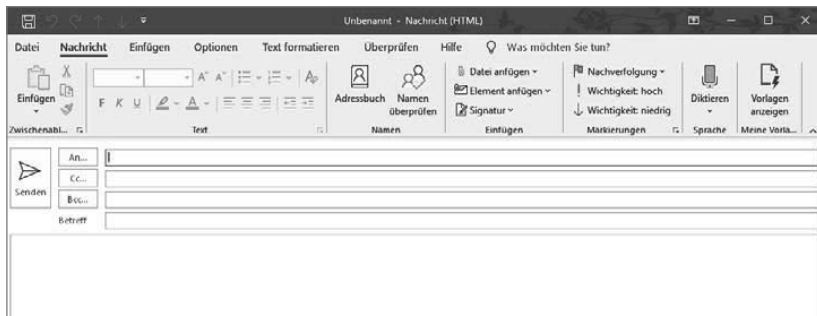 Unbenannt - Nachricht (HTML)
Datei Nachricht Einfügen Optionen Text formatieren Überprüfen Hilfe Was möchten Sie tun?
Einfügen
F K U A
Adressbuch Namen überprüfen
Datei anfügen
Element anfügen
Signatur
Nachverfolgung
Wichtigkeit: hoch
Wichtigkeit: niedrig
Diktieren
Vorlagen anzeigen
Zwischenabl... Text Namen Einfügen Markierungen Sprache Meine Vorla...
Senden
An...
Cc...
Bcc...
Betreff